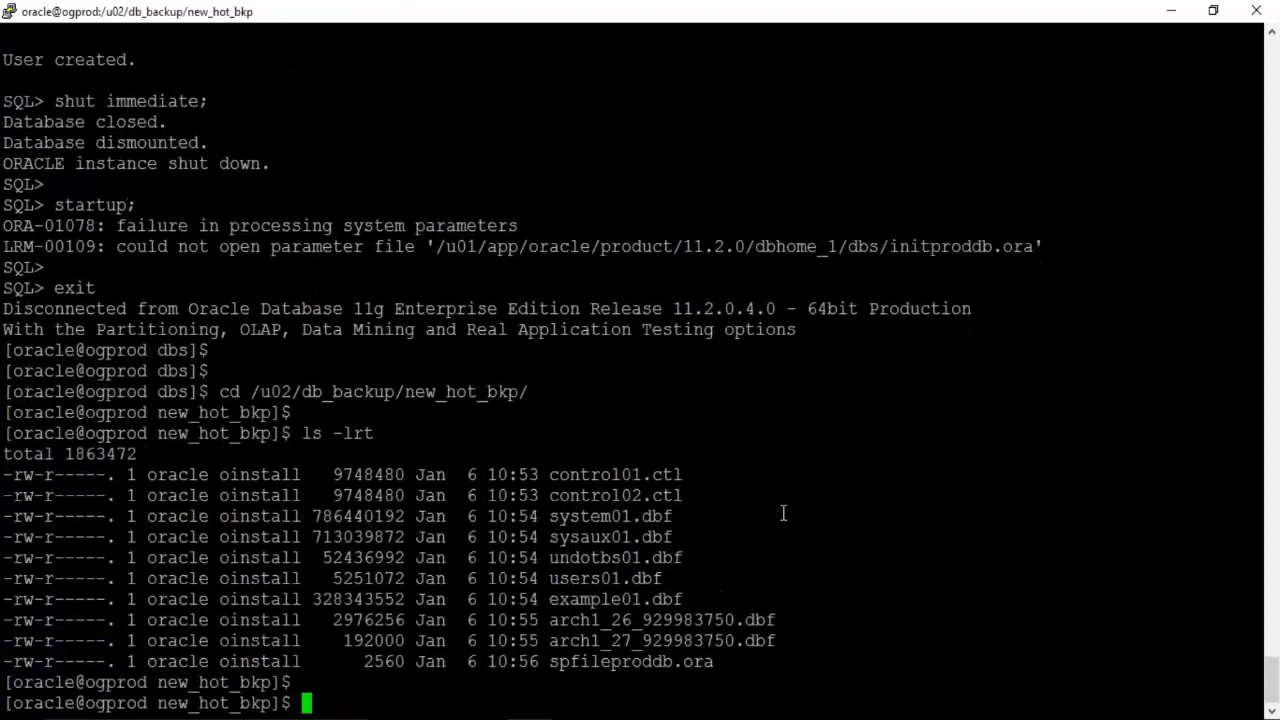 oracle@ogprod:/u02/db_backup/new_hot_bkp
User created.
SQL> shut immediate;
Database closed.
Database dismounted.
ORACLE instance shut down.
SQL>
SQL> startup;
ORA-01078: failure in processing system parameters
LRM-00109: could not open parameter file '/u01/app/oracle/product/11.2.0/dbhome_1/dbs/initproddb.ora'
SQL>
SQL> exit
Disconnected from Oracle Database 11g Enterprise Edition Release 11.2.0.4.0 - 64bit Production
With the Partitioning, OLAP, Data Mining and Real Application Testing options
[oracle@ogprod dbs]$
[oracle@ogprod dbs]$
[oracle@ogprod dbs]$ cd /u02/db_backup/new_hot_bkp/
[oracle@ogprod new_hot_bkp]$
[oracle@ogprod new_hot_bkp]$ ls -lrt
total 1863472
-rw-r-----. 1 oracle oinstall   9748480 Jan  6 10:53 control01.ctl
-rw-r-----. 1 oracle oinstall   9748480 Jan  6 10:53 control02.ctl
-rw-r-----. 1 oracle oinstall 786440192 Jan  6 10:54 system01.dbf
-rw-r-----. 1 oracle oinstall 713039872 Jan  6 10:54 sysaux01.dbf
-rw-r-----. 1 oracle oinstall  52436992 Jan  6 10:54 undotbs01.dbf
-rw-r-----. 1 oracle oinstall   5251072 Jan  6 10:54 users01.dbf
-rw-r-----. 1 oracle oinstall 328343552 Jan  6 10:54 example01.dbf
-rw-r-----. 1 oracle oinstall   2976256 Jan  6 10:55 arch1_26_929983750.dbf
-rw-r-----. 1 oracle oinstall    192000 Jan  6 10:55 arch1_27_929983750.dbf
-rw-r-----. 1 oracle oinstall      2560 Jan  6 10:56 spfileproddb.ora
[oracle@ogprod new_hot_bkp]$
[oracle@ogprod new_hot_bkp]$